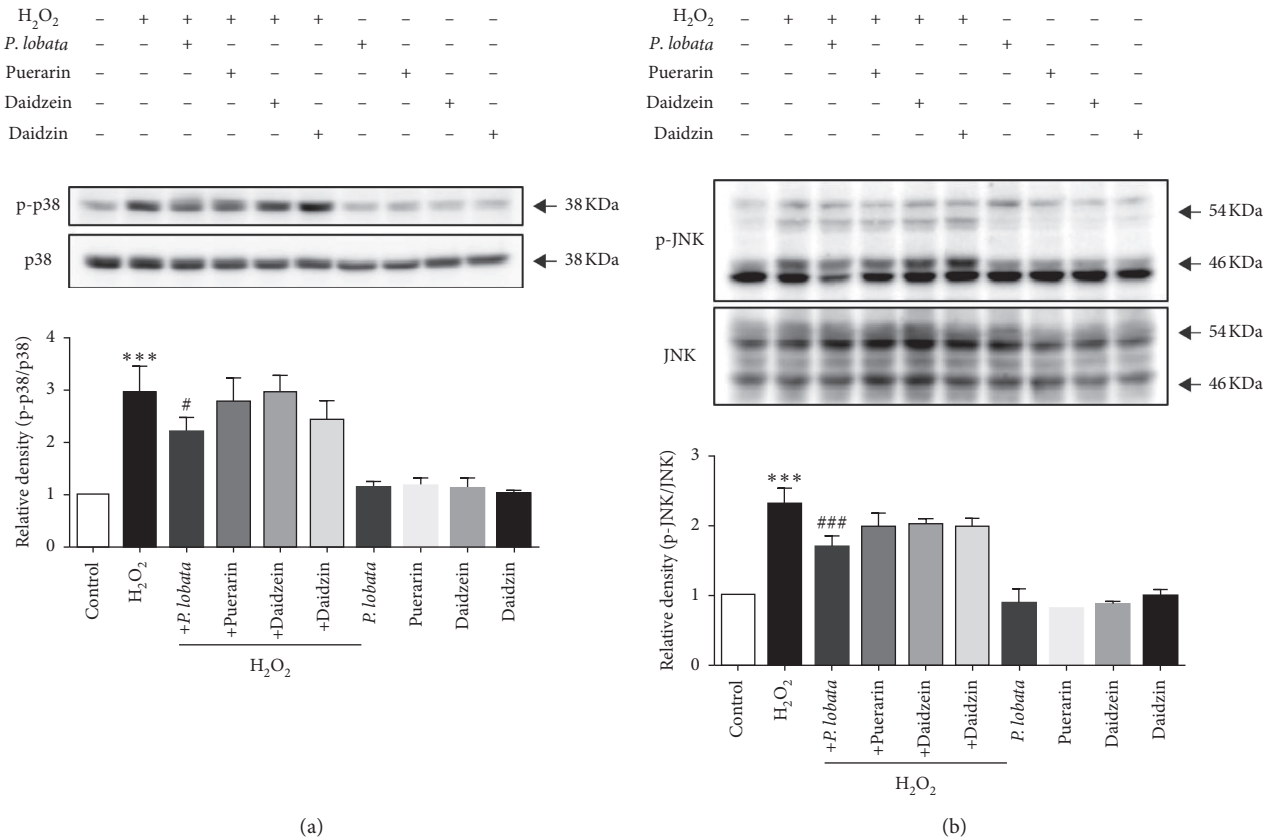 H₂O₂ – + + + + + – – – –
P. lobata – – + – – – + – – –
Puerarin – – – + – – – + – –
Daidzein – – – – + – – – + –
Daidzin – – – – – + – – – +
p-p38
38 KDa
p38
38 KDa
Relative density (p-p38/p38)
4
3
2
1
0
***
#
Control
H₂O₂
+P. lobata
+Puerarin
+Daidzein
+Daidzin
P. lobata
Puerarin
Daidzein
Daidzin
H₂O₂
(a)
H₂O₂ – + + + + + – – – –
P. lobata – – + – – – + – – –
Puerarin – – – + – – – + – –
Daidzein – – – – + – – – + –
Daidzin – – – – – + – – – +
p-JNK
54 KDa
46 KDa
JNK
54 KDa
46 KDa
Relative density (p-JNK/JNK)
3
2
1
0
***
###
Control
H₂O₂
+P. lobata
+Puerarin
+Daidzein
+Daidzin
P. lobata
Puerarin
Daidzein
Daidzin
H₂O₂
(b)